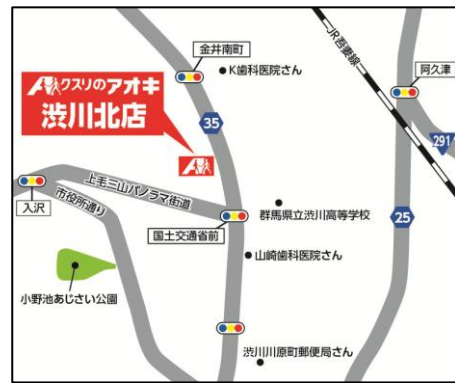 金井南町
K歯科医院さん
JR吾妻線
阿久津
クスリのアオキ
渋川北店
35
291
上毛三山パノラマ街道
入沢
市役所通り
国土交通省前
群馬県立渋川高等学校
25
山崎歯科医院さん
小野池あじさい公園
渋川川原町郵便局さん